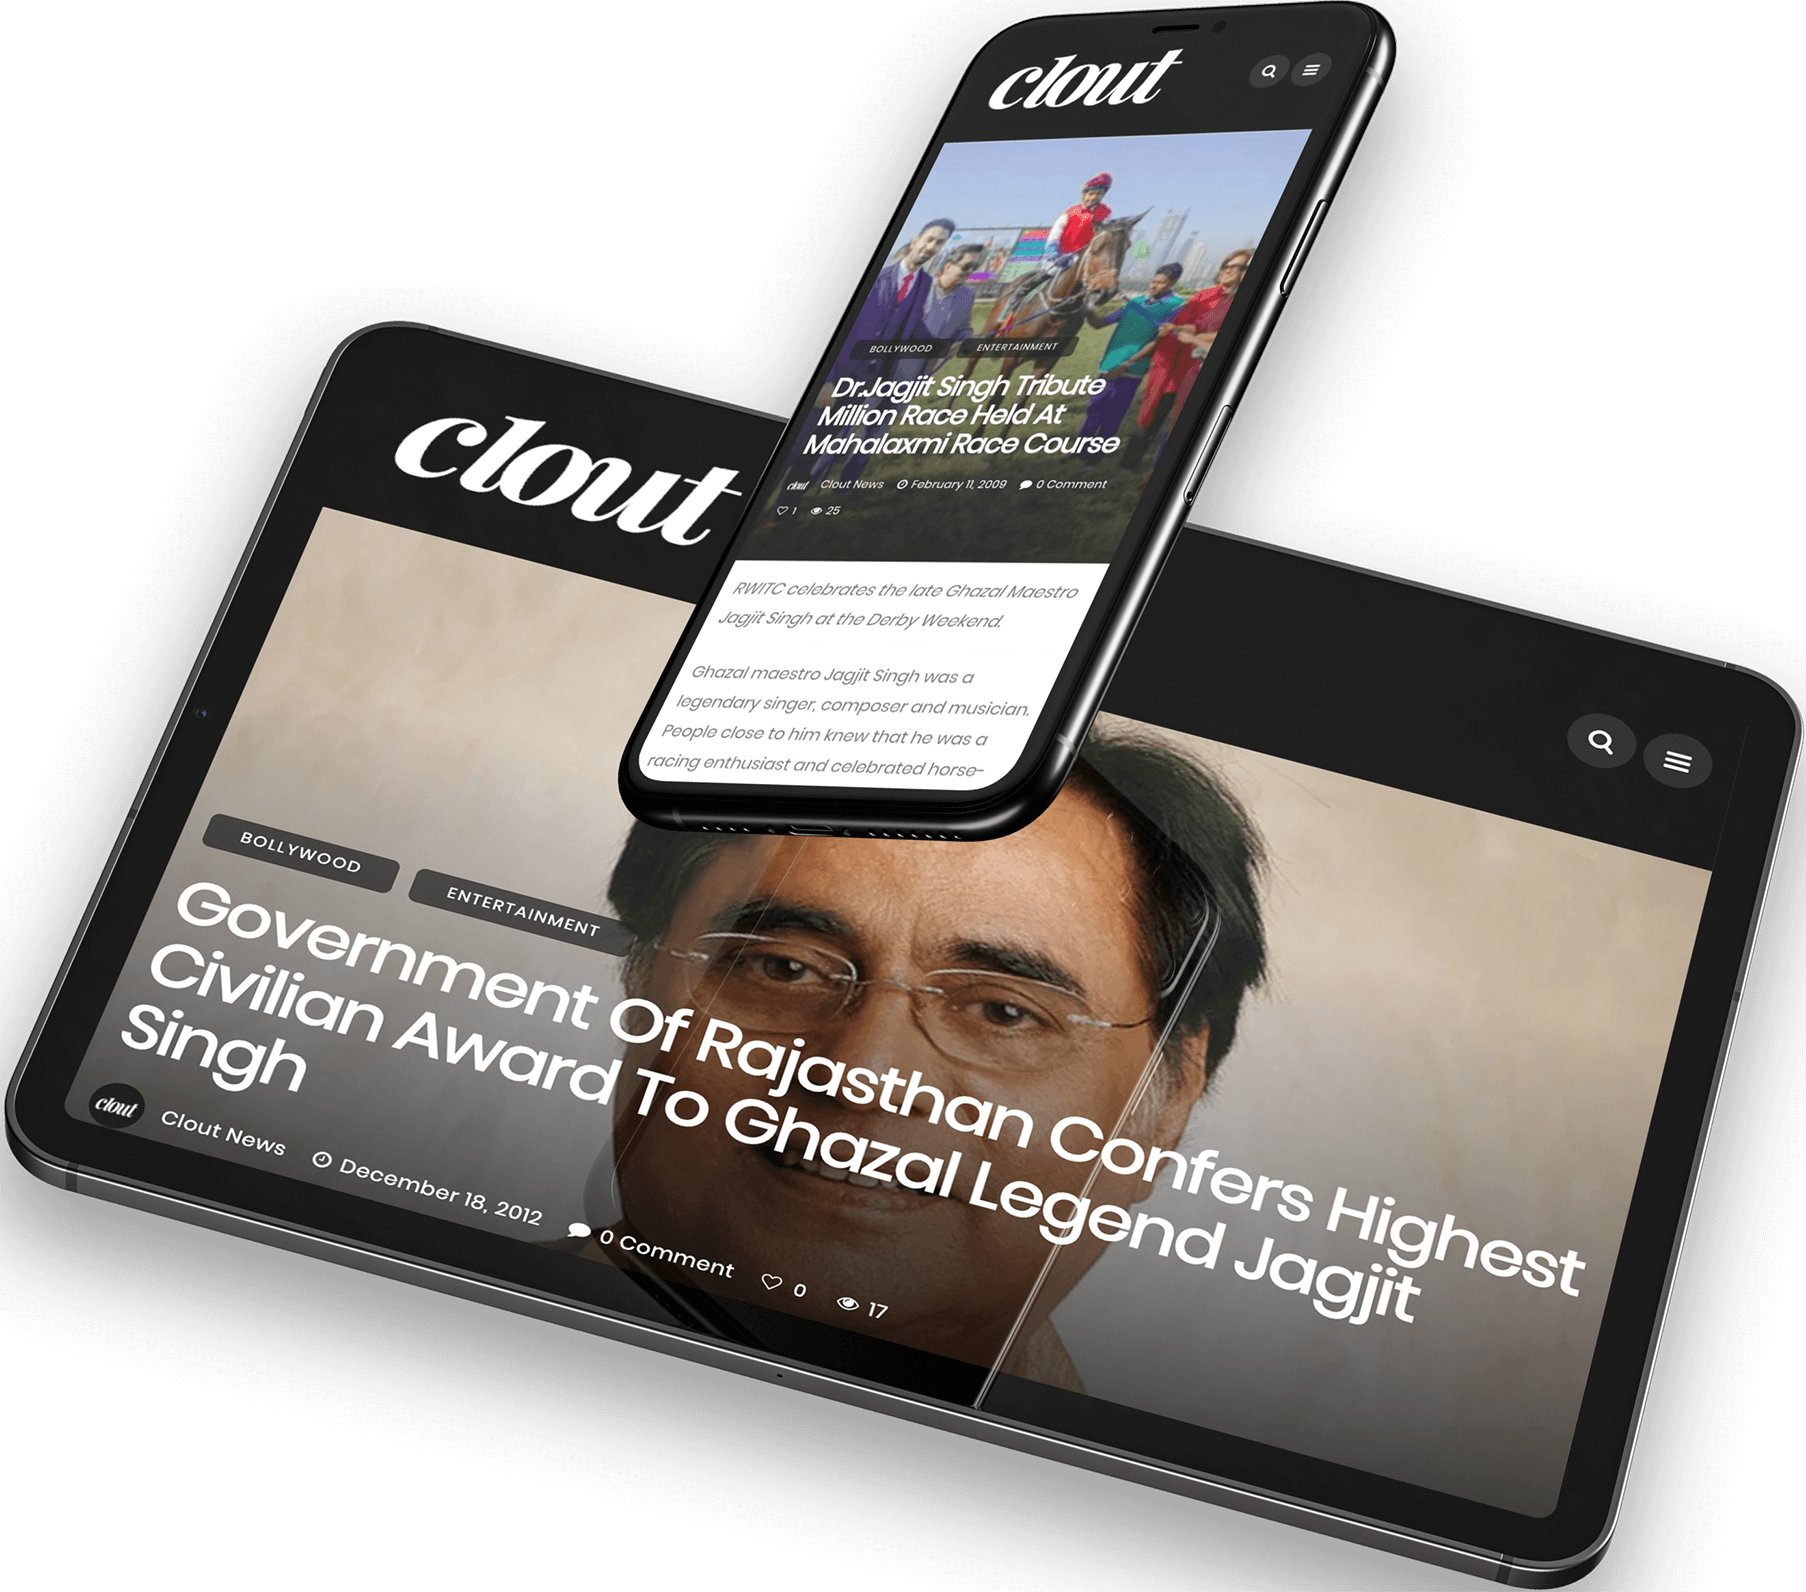 clout
BOLLYWOOD
ENTERTAINMENT
Dr.Jagjit Singh Tribute
Million Race Held At
Mahalaxmi Race Course
clout Clout News February 11, 2009 0 Comment
1 25
RWITC celebrates the late Ghazal Maestro
Jagjit Singh at the Derby Weekend.
Ghazal maestro Jagjit Singh was a
legendary singer, composer and musician.
People close to him knew that he was a
racing enthusiast and celebrated horse-
clout
BOLLYWOOD
ENTERTAINMENT
Government Of Rajasthan Confers Highest
Civilian Award To Ghazal Legend Jagjit
Singh
clout Clout News December 18, 2012 0 Comment 0 17